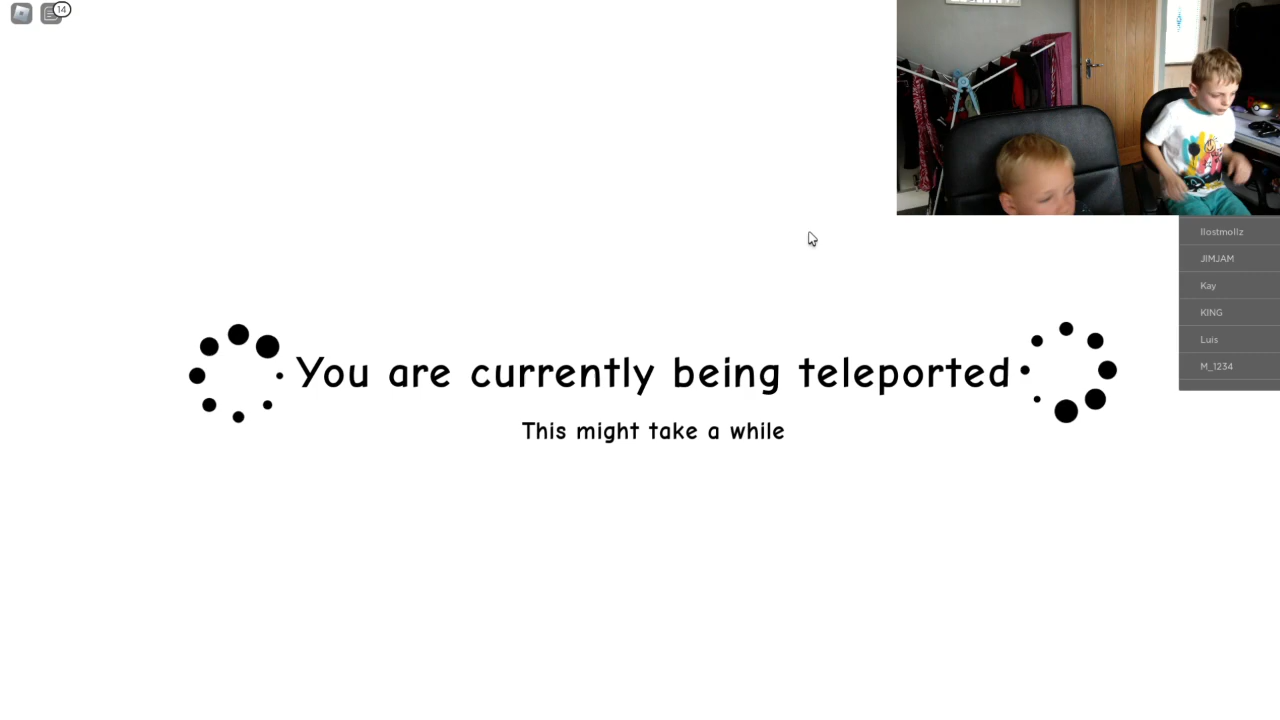 14
You are currently being teleported
This might take a while
llostmollz
JIMJAM
Kay
KING
Luis
M_1234